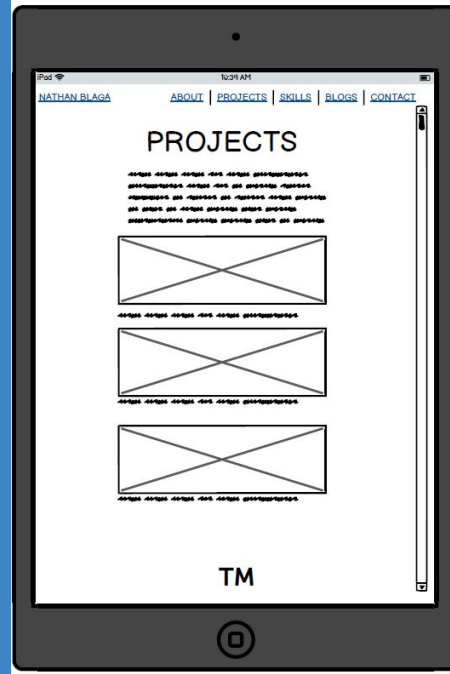 iPad 10:39 AM
NATHAN BLAGA ABOUT | PROJECTS | SKILLS | BLOGS | CONTACT
PROJECTS
TM